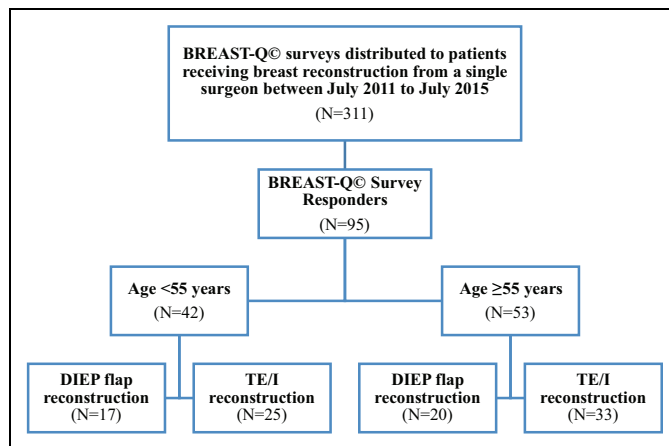 BREAST-Q© surveys distributed to patients
receiving breast reconstruction from a single
surgeon between July 2011 to July 2015
(N=311)
BREAST-Q© Survey
Responders
(N=95)
Age <55 years
(N=42)
Age ≥55 years
(N=53)
DIEP flap
reconstruction
(N=17)
TE/I
reconstruction
(N=25)
DIEP flap
reconstruction
(N=20)
TE/I
reconstruction
(N=33)